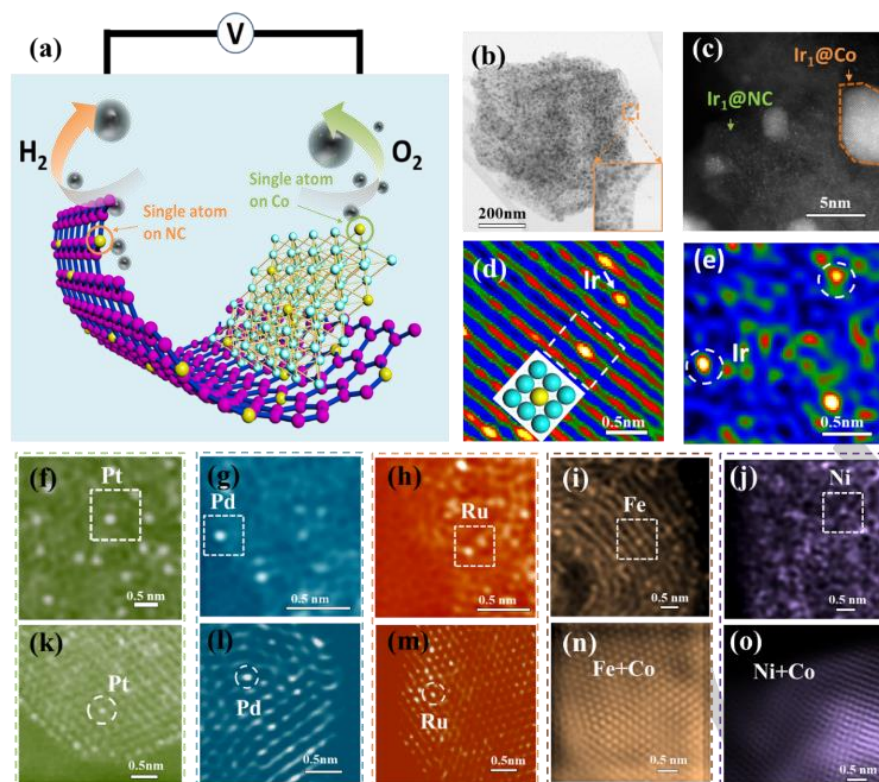 (a)
V
H2
O2
Single atom
on NC
Single atom
on Co
(b)
200nm
(c)
Ir1@Co
Ir1@NC
5nm
(d)
Ir
0.5nm
(e)
Ir
0.5nm
(f)
Pt
0.5 nm
(g)
Pd
0.5 nm
(h)
Ru
0.5 nm
(i)
Fe
0.5 nm
(j)
Ni
0.5 nm
(k)
Pt
0.5nm
(l)
Pd
0.5 nm
(m)
Ru
0.5nm
(n)
Fe+Co
0.5 nm
(o)
Ni+Co
0.5 nm